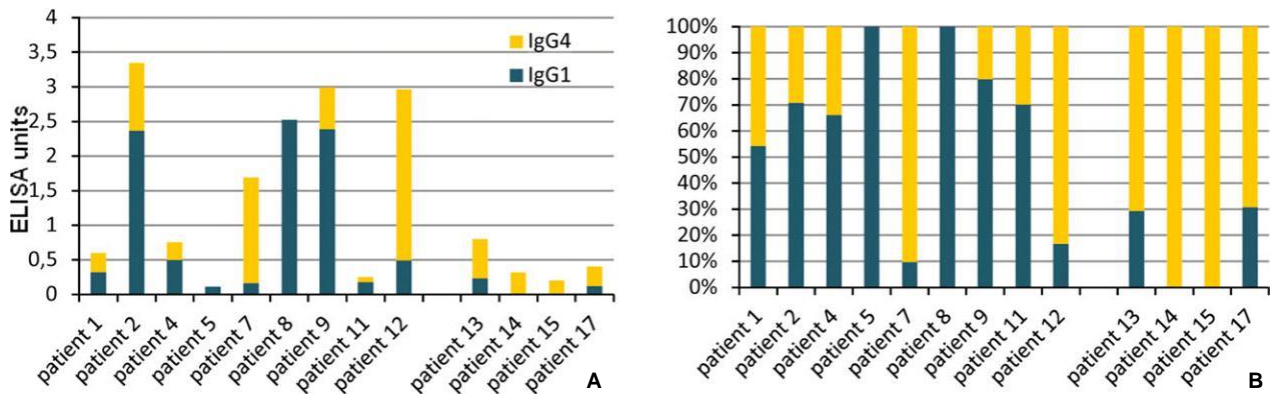 4
3,5
3
2,5
2
1,5
1
0,5
0
ELISA units
IgG4
IgG1
patient 1
patient 2
patient 4
patient 5
patient 7
patient 8
patient 9
patient 11
patient 12
patient 13
patient 14
patient 15
patient 17
A
100%
90%
80%
70%
60%
50%
40%
30%
20%
10%
0%
patient 1
patient 2
patient 4
patient 5
patient 7
patient 8
patient 9
patient 11
patient 12
patient 13
patient 14
patient 15
patient 17
B